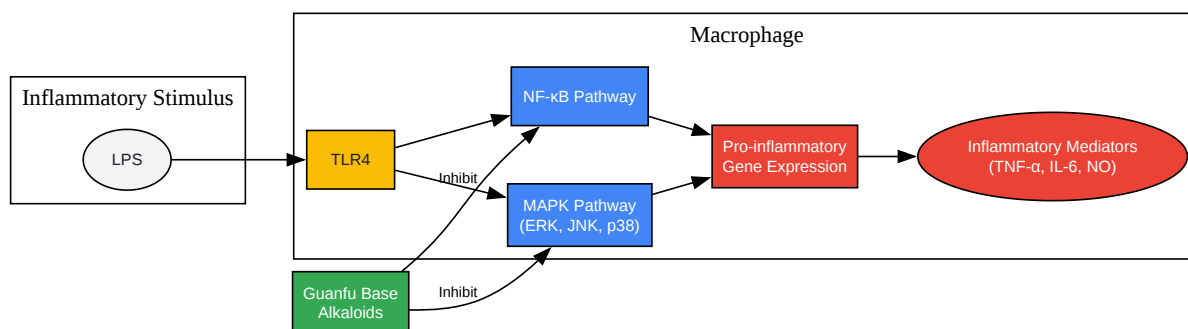 Macrophage
Inflammatory Stimulus
LPS
TLR4
NF-κB Pathway
Inhibit
MAPK Pathway
(ERK, JNK, p38)
Pro-inflammatory
Gene Expression
Inflammatory Mediators
(TNF-α, IL-6, NO)
Guanfu Base
Alkaloids
Inhibit